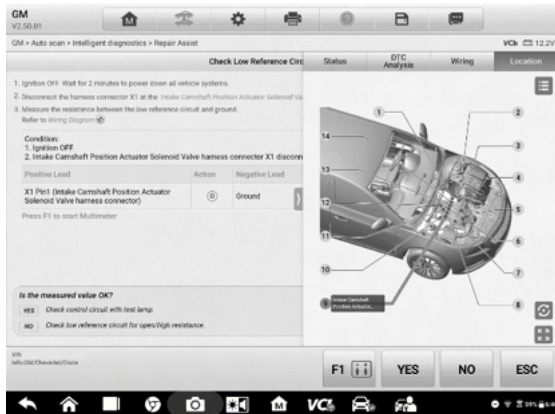 GM
V2.50.01
GM > Auto scan > Intelligent diagnostics > Repair Assist
VCI 12.2V
Check Low Reference Circ
Status
DTC Analysis
Wiring
Location
1. Ignition OFF. Wait for 2 minutes to power down all vehicle systems.
2. Disconnect the harness connector X1 at the Intake Camshaft Position Actuator Solenoid Va
3. Measure the resistance between the low reference circuit and ground.
Refer to Wiring Diagram
Condition:
1. Ignition OFF
2. Intake Camshaft Position Actuator Solenoid Valve harness connector X1 disconn
Positive Lead Action Negative Lead
X1 Pin1 (Intake Camshaft Position Actuator
Solenoid Valve harness connector)
Ground
Press F1 to start Multimeter
Is the measured value OK?
YES Check control circuit with test lamp.
NO Check low reference circuit for open/high resistance.
1
2
3
4
5
6
7
8
9
Intake Camshaft
Position Actuator...
10
11
12
13
14
VIN
Info:GM/Chevrolet/Cruze
F1
YES
NO
ESC
VCI